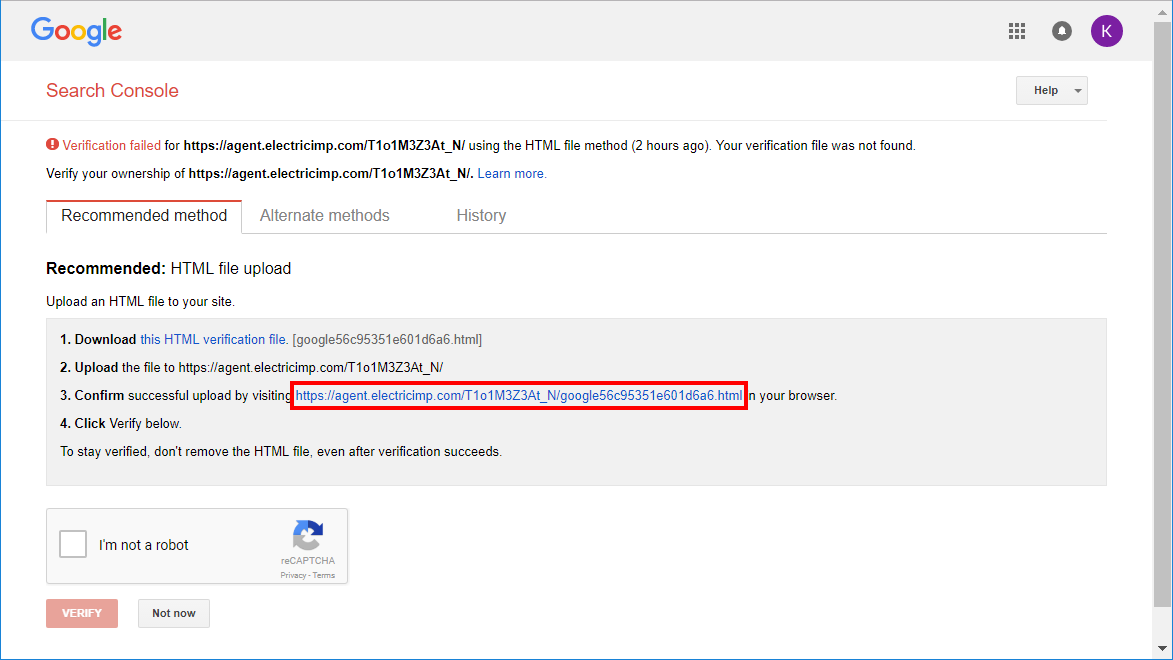 Google
K
Search Console
Help
Verification failed for https://agent.electricimp.com/T1o1M3Z3At_N/ using the HTML file method (2 hours ago). Your verification file was not found.
Verify your ownership of https://agent.electricimp.com/T1o1M3Z3At_N/. Learn more.
Recommended method Alternate methods History
Recommended: HTML file upload
Upload an HTML file to your site.
1. Download this HTML verification file. [google56c95351e601d6a6.html]
2. Upload the file to https://agent.electricimp.com/T1o1M3Z3At_N/
3. Confirm successful upload by visiting https://agent.electricimp.com/T1o1M3Z3At_N/google56c95351e601d6a6.html in your browser.
4. Click Verify below.
To stay verified, don't remove the HTML file, even after verification succeeds.
I'm not a robot
reCAPTCHA
Privacy - Terms
VERIFY Not now